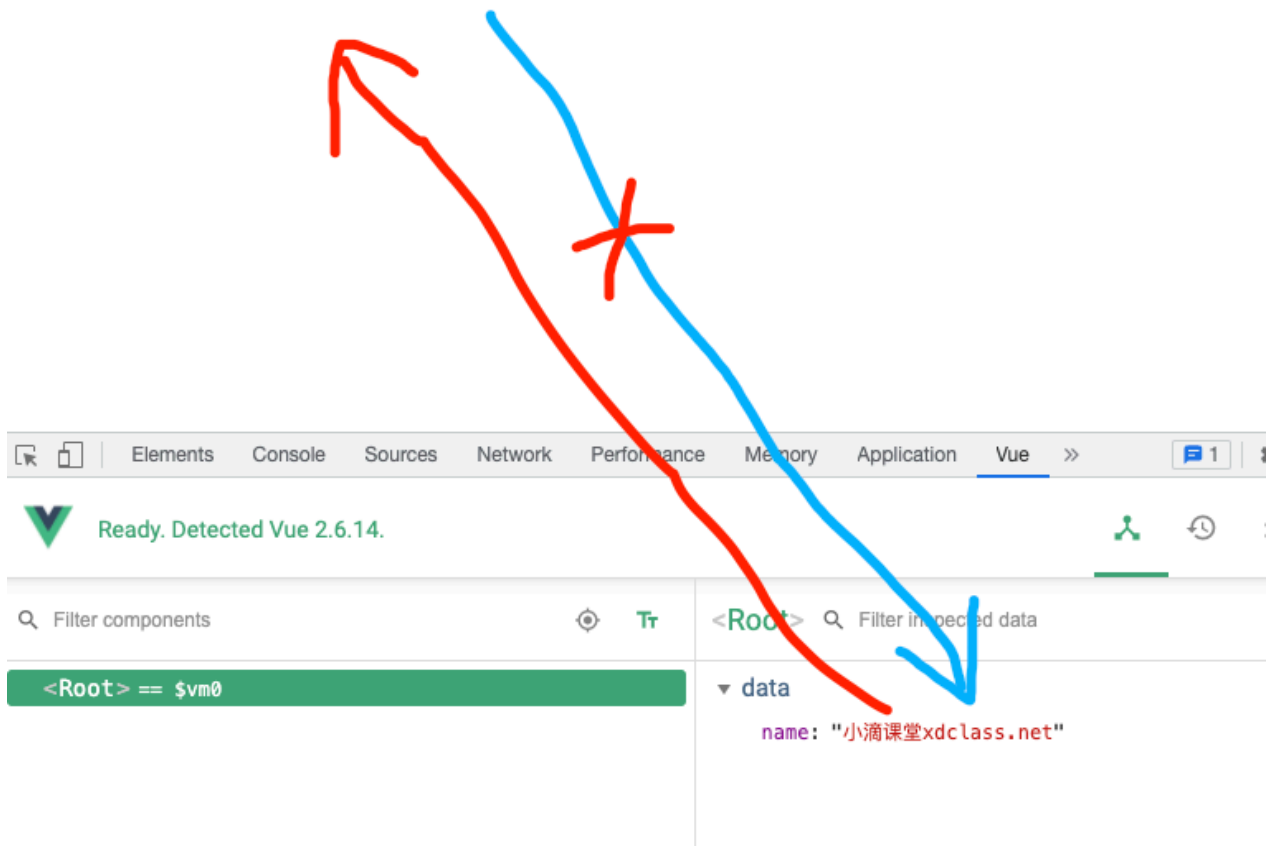 Elements Console Sources Network Performance Memory Application Vue » 1
Ready. Detected Vue 2.6.14.
Filter components Tт <Root> Filter inspected data
<Root> == $vm0
▼ data
name: "小滴课堂xdclass.net"